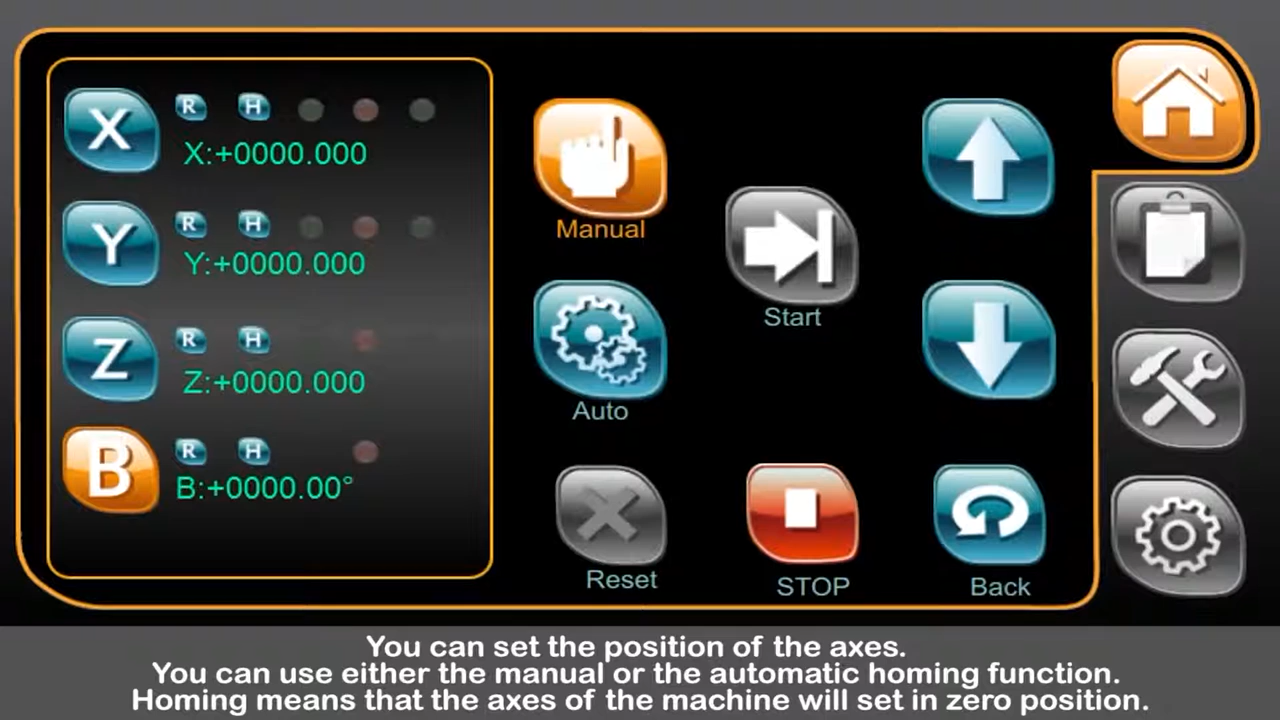 X
R H
X:+0000.000
Y
R H
Y:+0000.000
Z
R H
Z:+0000.000
B
R H
B:+0000.00°
Manual
Start
Auto
Reset
STOP
Back
You can set the position of the axes.
You can use either the manual or the automatic homing function.
Homing means that the axes of the machine will set in zero position.